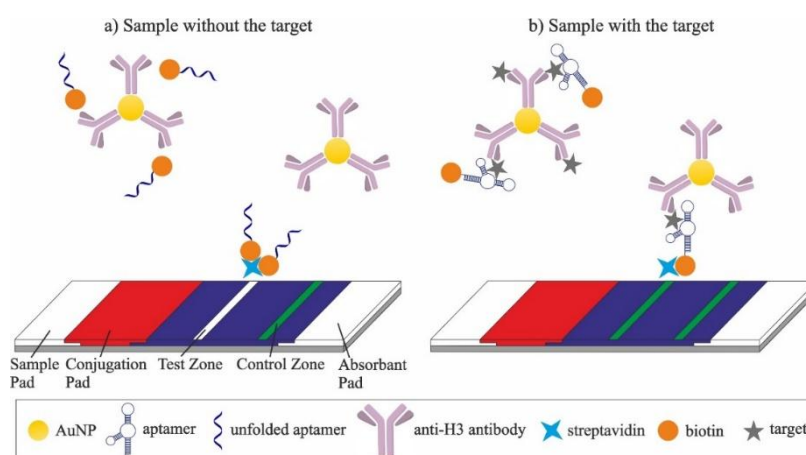 a) Sample without the target
b) Sample with the target
Sample Pad
Conjugation Pad
Test Zone
Control Zone
Absorbant Pad
AuNP
aptamer
unfolded aptamer
anti-H3 antibody
streptavidin
biotin
target